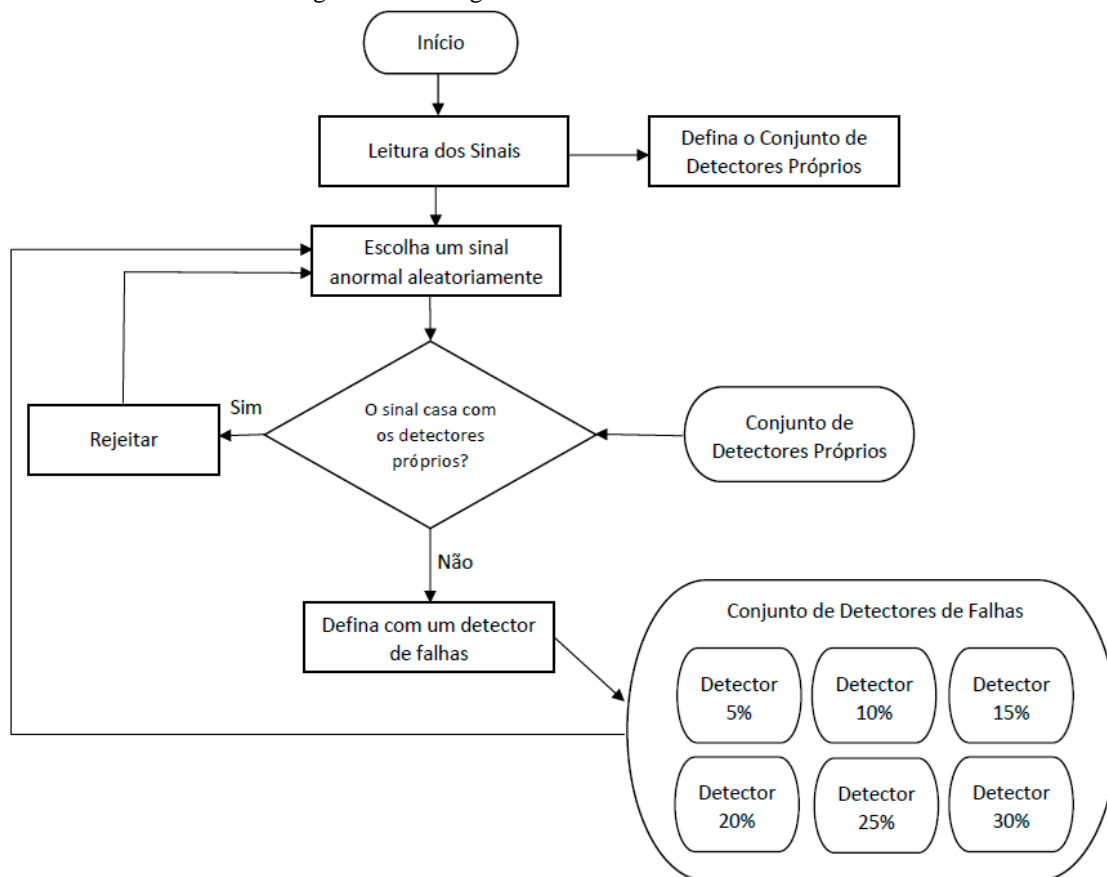 Início
Leitura dos Sinais
Defina o Conjunto de
Detectores Próprios
Escolha um sinal
anormal aleatoriamente
O sinal casa com
os detectores
próprios?
Sim
Rejeitar
Conjunto de
Detectores Próprios
Não
Defina com um detector
de falhas
Conjunto de Detectores de Falhas
Detector
5%
Detector
10%
Detector
15%
Detector
20%
Detector
25%
Detector
30%